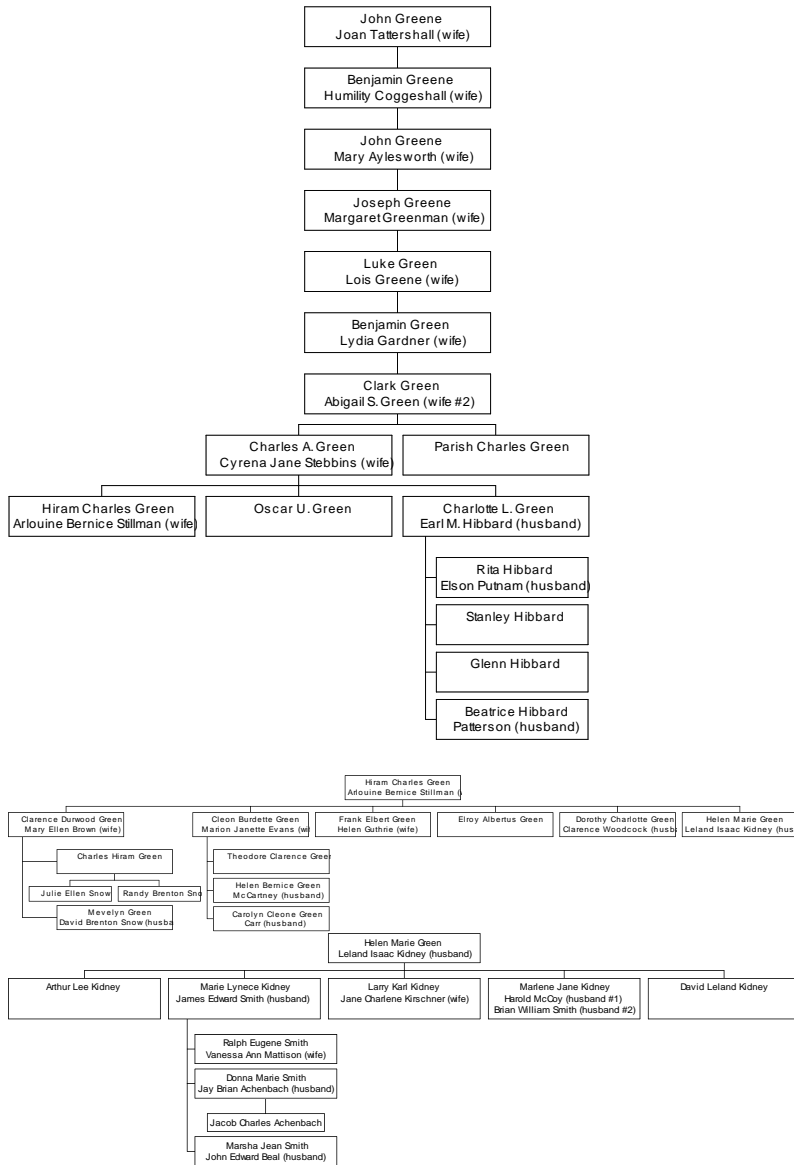 John Greene
Joan Tattershall (wife)
Benjamin Greene
Humility Coggeshall (wife)
John Greene
Mary Aylesworth (wife)
Joseph Greene
Margaret Greenman (wife)
Luke Green
Lois Greene (wife)
Benjamin Green
Lydia Gardner (wife)
Clark Green
Abigail S. Green (wife #2)
Charles A. Green
Cyrena Jane Stebbins (wife)
Parish Charles Green
Hiram Charles Green
Arlouine Bernice Stillman (wife)
Oscar U. Green
Charlotte L. Green
Earl M. Hibbard (husband)
Rita Hibbard
Elson Putnam (husband)
Stanley Hibbard
Glenn Hibbard
Beatrice Hibbard
Patterson (husband)
Hiram Charles Green
Arlouine Bernice Stillman (
Clarence Durwood Green
Mary Ellen Brown (wife)
Cleon Burdette Green
Marion Janette Evans (wi
Frank Elbert Green
Helen Guthrie (wife)
Elroy Albertus Green
Dorothy Charlotte Green
Clarence Woodcock (husb
Helen Marie Green
Leland Isaac Kidney (hus
Charles Hiram Green
Julie Ellen Snow
Randy Brenton Sno
Mevelyn Green
David Brenton Snow (husba
Theodore Clarence Green
Helen Bernice Green
McCartney (husband)
Carolyn Cleone Green
Carr (husband)
Helen Marie Green
Leland Isaac Kidney (husband)
Arthur Lee Kidney
Marie Lynece Kidney
James Edward Smith (husband)
Larry Karl Kidney
Jane Charlene Kirschner (wife)
Marlene Jane Kidney
Harold McCoy (husband #1)
Brian William Smith (husband #2)
David Leland Kidney
Ralph Eugene Smith
Vanessa Ann Mattison (wife)
Donna Marie Smith
Jay Brian Achenbach (husband)
Jacob Charles Achenbach
Marsha Jean Smith
John Edward Beal (husband)